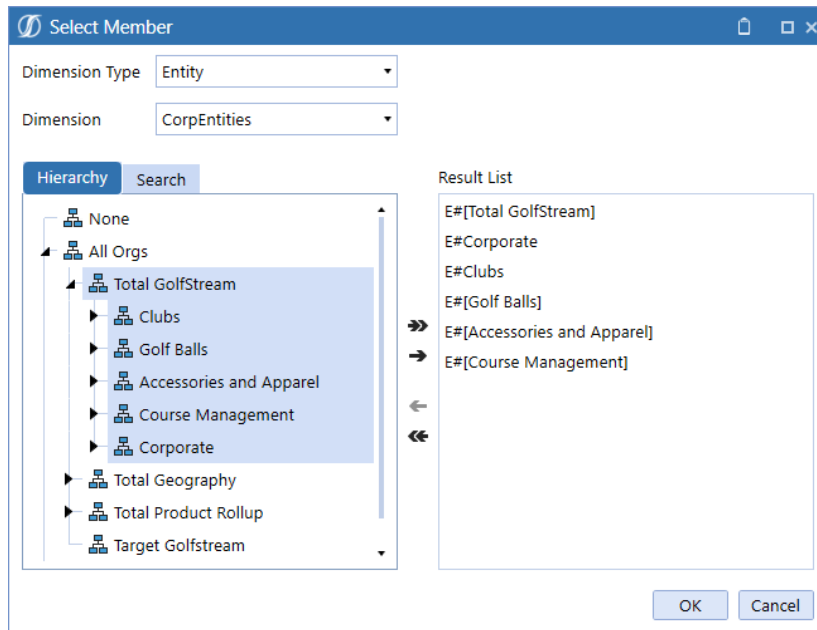 Select Member
Dimension Type
Entity
Dimension
CorpEntities
Hierarchy
Search
None
All Orgs
Total GolfStream
Clubs
Golf Balls
Accessories and Apparel
Course Management
Corporate
Total Geography
Total Product Rollup
Target Golfstream
Result List
E#[Total GolfStream]
E#Corporate
E#Clubs
E#[Golf Balls]
E#[Accessories and Apparel]
E#[Course Management]
OK
Cancel